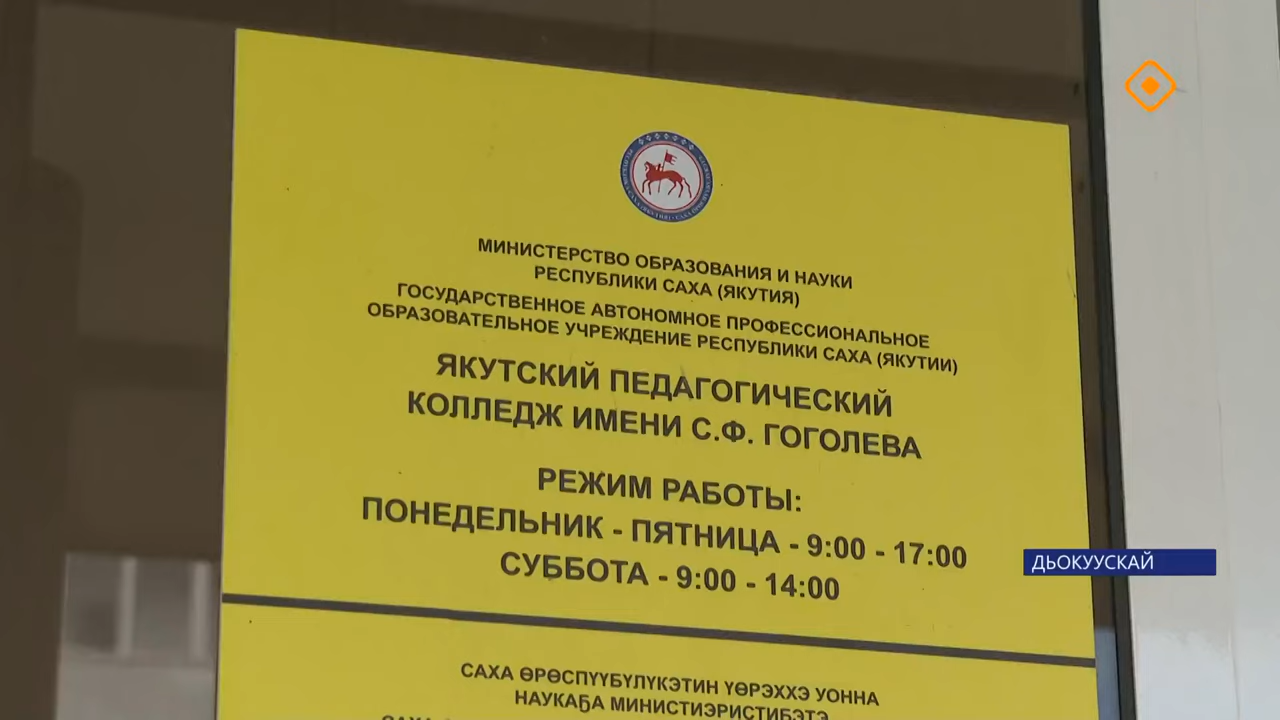 МИНИСТЕРСТВО ОБРАЗОВАНИЯ И НАУКИ
РЕСПУБЛИКИ САХА (ЯКУТИЯ)
ГОСУДАРСТВЕННОЕ АВТОНОМНОЕ ПРОФЕССИОНАЛЬНОЕ
ОБРАЗОВАТЕЛЬНОЕ УЧРЕЖДЕНИЕ РЕСПУБЛИКИ САХА (ЯКУТИИ)
ЯКУТСКИЙ ПЕДАГОГИЧЕСКИЙ
КОЛЛЕДЖ ИМЕНИ С.Ф. ГОГОЛЕВА
РЕЖИМ РАБОТЫ:
ПОНЕДЕЛЬНИК - ПЯТНИЦА - 9:00 - 17:00
СУББОТА - 9:00 - 14:00
ДЬОКУУСКАЙ
САХА ӨРӨСПҮҮБҮЛҮКЭТИН ҮӨРЭХХЭ УОННА
НАУКАҔА МИНИСТИЭРИСТИБЭТЭ